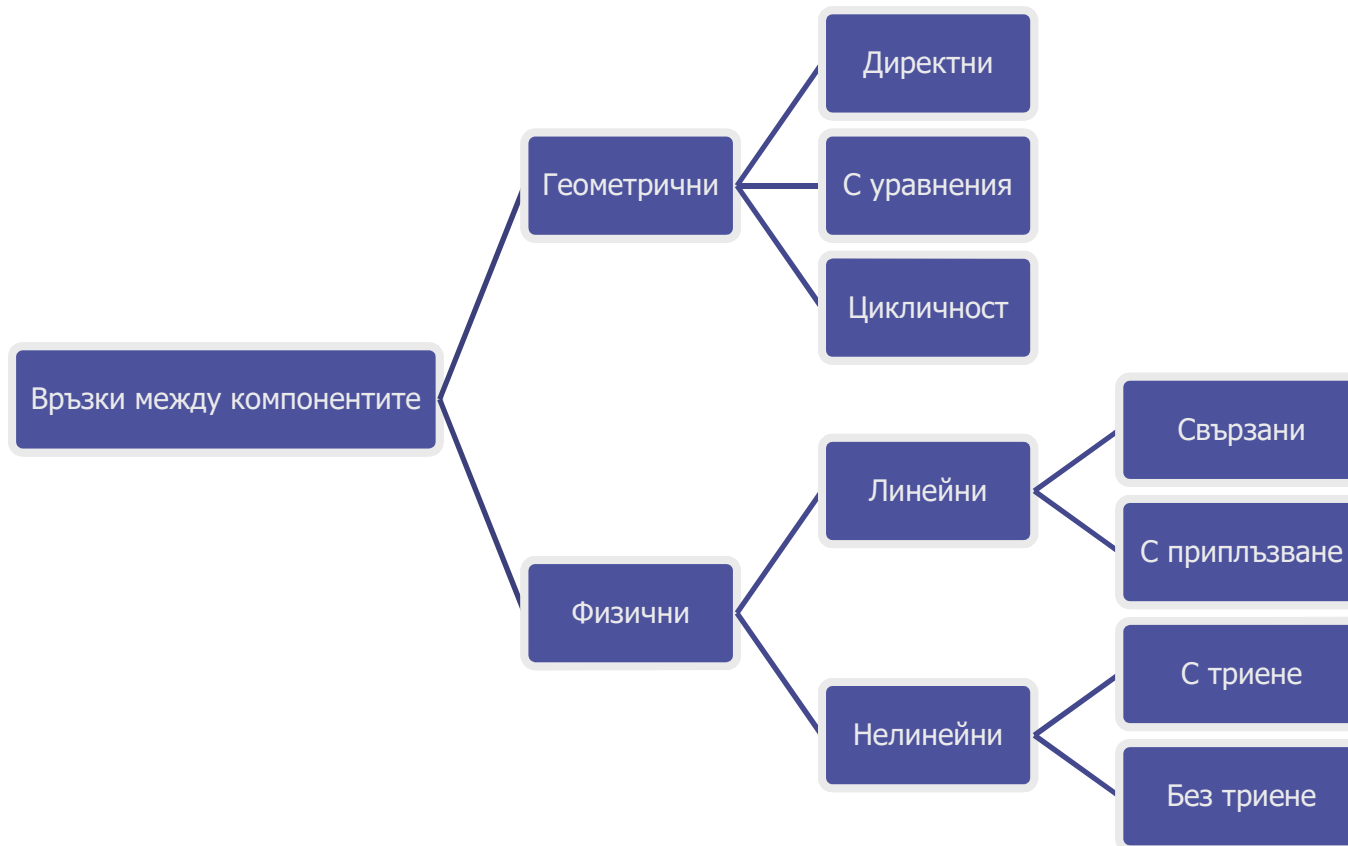 Връзки между компонентите
Геометрични
Директни
С уравнения
Цикличност
Физични
Линейни
Свързани
С приплъзване
Нелинейни
С триене
Без триене